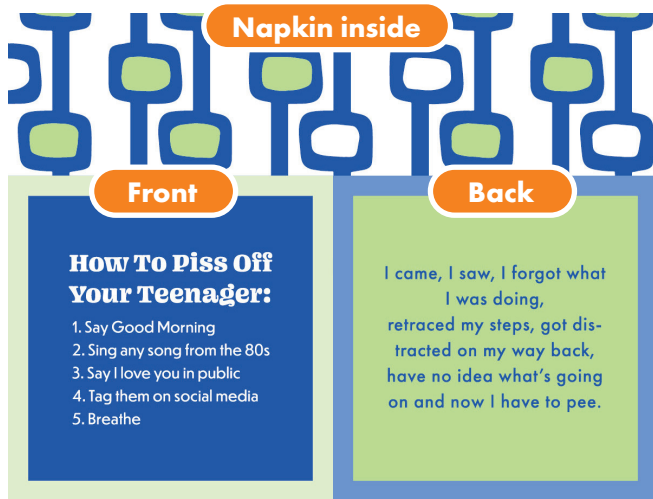 Napkin inside
Front
How To Piss Off
Your Teenager:
1. Say Good Morning
2. Sing any song from the 80s
3. Say I love you in public
4. Tag them on social media
5. Breathe
Back
I came, I saw, I forgot what
I was doing,
retraced my steps, got dis-
tracted on my way back,
have no idea what's going
on and now I have to pee.